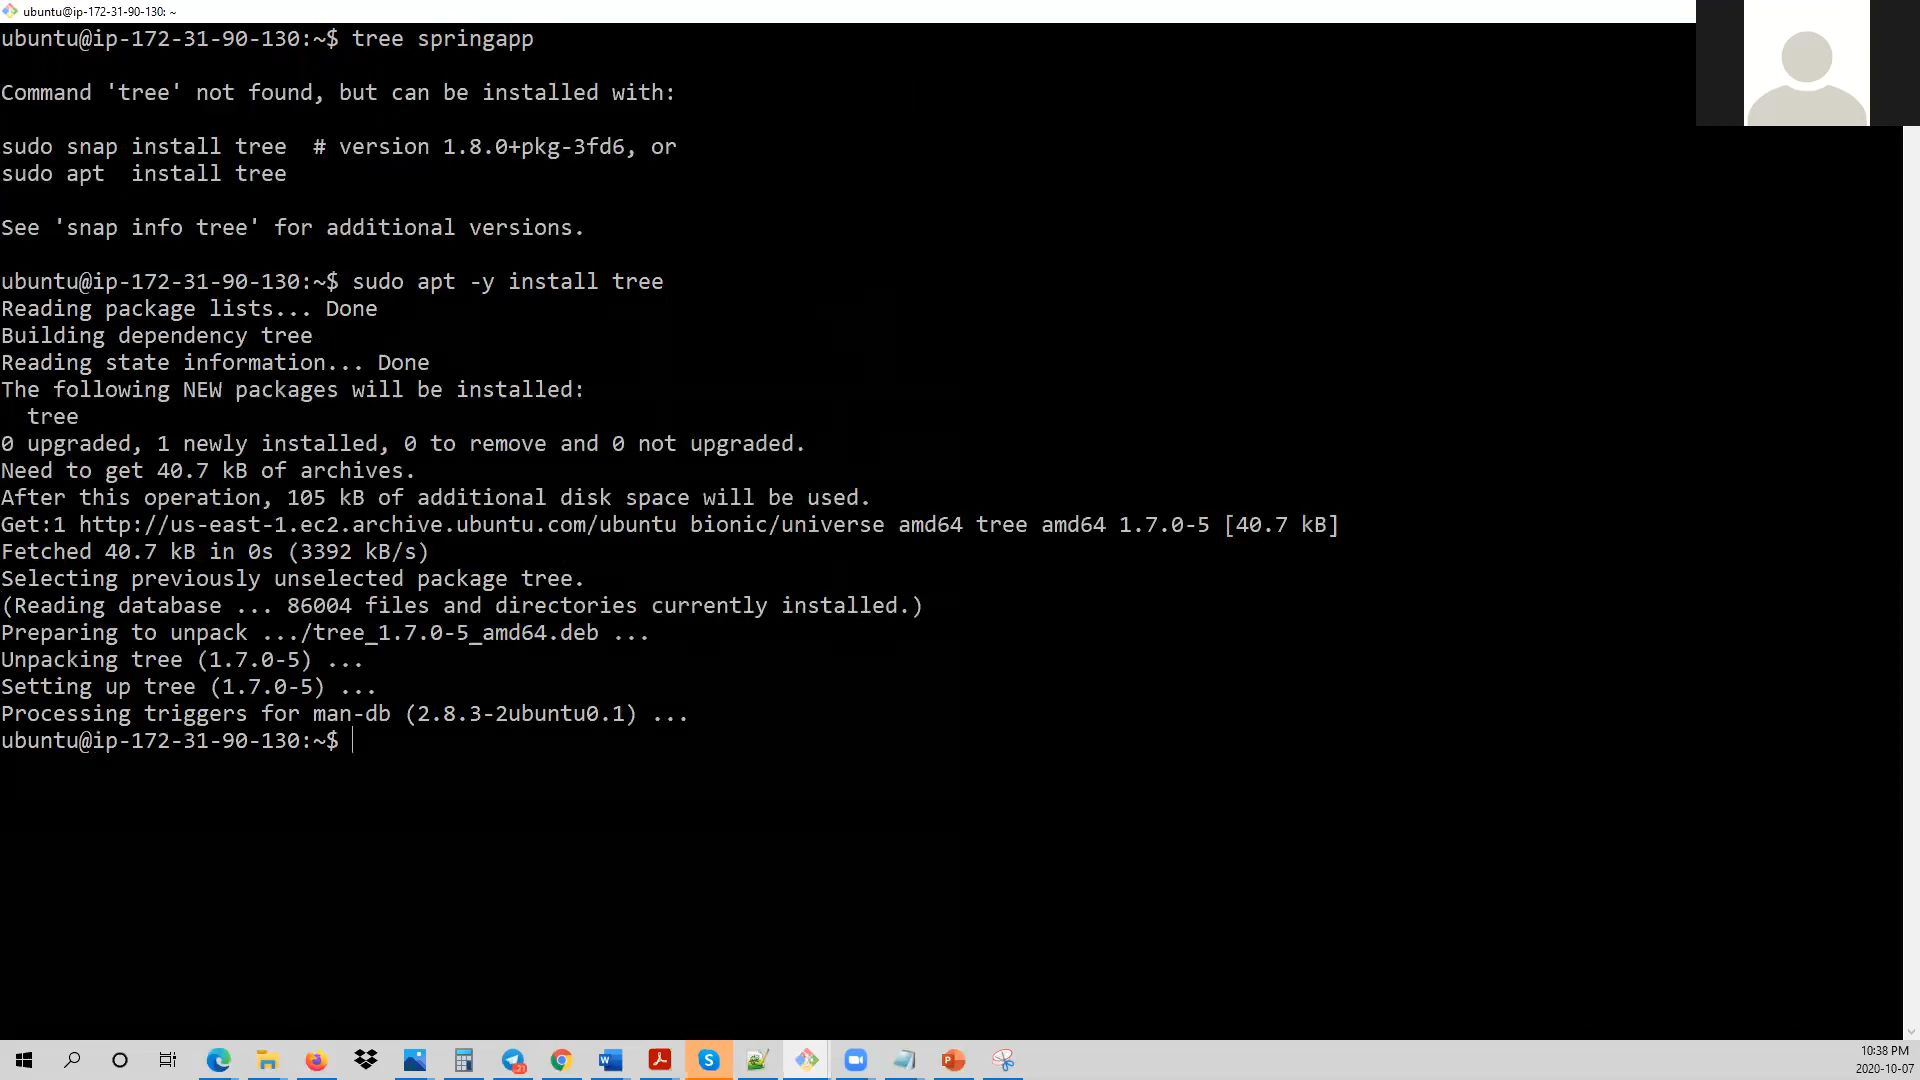 ubuntu@ip-172-31-90-130: ~
ubuntu@ip-172-31-90-130:~$ tree springapp
Command 'tree' not found, but can be installed with:
sudo snap install tree  # version 1.8.0+pkg-3fd6, or
sudo apt  install tree
See 'snap info tree' for additional versions.
ubuntu@ip-172-31-90-130:~$ sudo apt -y install tree
Reading package lists... Done
Building dependency tree
Reading state information... Done
The following NEW packages will be installed:
  tree
0 upgraded, 1 newly installed, 0 to remove and 0 not upgraded.
Need to get 40.7 kB of archives.
After this operation, 105 kB of additional disk space will be used.
Get:1 http://us-east-1.ec2.archive.ubuntu.com/ubuntu bionic/universe amd64 tree amd64 1.7.0-5 [40.7 kB]
Fetched 40.7 kB in 0s (3392 kB/s)
Selecting previously unselected package tree.
(Reading database ... 86004 files and directories currently installed.)
Preparing to unpack .../tree_1.7.0-5_amd64.deb ...
Unpacking tree (1.7.0-5) ...
Setting up tree (1.7.0-5) ...
Processing triggers for man-db (2.8.3-2ubuntu0.1) ...
ubuntu@ip-172-31-90-130:~$
10:38 PM
2020-10-07